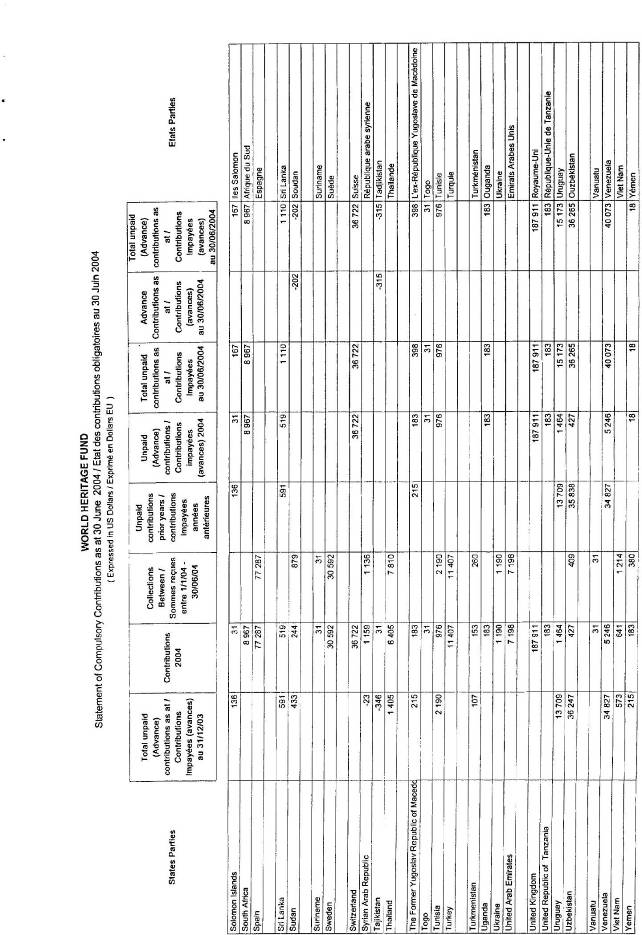 WORLD HERITAGE FUND
Statement of Compulsory Contributions as at 30 June 2004 / Etat des contributions obligatoires au 30 Juin 2004
( Expressed in US Dollars / Exprimé en Dollars EU )
States Parties | Total unpaid (Advance) contributions as at / Contributions Impayées (avances) au 31/12/03 | Contributions 2004 | Collections Between / Sommes reçues entre 1/1/04 - 30/06/04 | Unpaid contributions prior years / contributions Impayées années antérieures | Unpaid (Advance) contributions / Contributions impayées (avances) 2004 | Total unpaid contributions as at / Contributions Impayées au 30/06/2004 | Advance Contributions as at / Contributions (avances) au 30/06/2004 | Total unpaid (Advance) contributions as at / Contributions Impayées (avances) au 30/06/2004 | Etats Parties
Solomon Islands 136 31 136 31 167 167 Iles Salomon
South Africa 8 967 8 967 8 967 8 967 Afrique du Sud
Spain 77 287 77 287 Espagne
Sri Lanka 591 519 591 519 1 110 1 110 Sri Lanka
Sudan 433 244 879 -202 -202 Soudan
Suriname 31 31 Suriname
Sweden 30 592 30 592 Suède
Switzerland 36 722 36 722 36 722 36 722 Suisse
Syrian Arab Republic -23 1 159 1 136 République arabe syrienne
Tajikistan -346 31 -315 -315 Tadjikistan
Thailand 1 405 6 405 7 810 Thaïlande
The Former Yugoslav Republic of Macedc 215 183 215 183 398 398 L'ex-République Yugoslave de Macédoine
Togo 31 31 31 31 Togo
Tunisia 2 190 976 2 190 976 976 976 Tunisie
Turkey 11 407 11 407 Turquie
Turkmenistan 107 153 260 Turkménistan
Uganda 183 183 183 183 Ouganda
Ukraine 1 190 1 190 Ukraine
United Arab Emirates 7 198 7 198 Emirats Arabes Unis
United Kingdom 187 911 187 911 187 911 187 911 Royaume-Uni
United Republic of Tanzania 183 183 183 183 République-Unie de Tanzanie
Uruguay 13 709 1 464 13 709 1 464 15 173 15 173 Uruguay
Uzbekistan 36 247 427 409 35 838 427 36 265 36 265 Ouzbékistan
Vanuatu 31 31 Vanuatu
Venezuela 34 827 5 246 34 827 5 246 40 073 40 073 Venezuela
Viet Nam 573 641 1 214 Viet Nam
Yemen 215 183 380 18 18 18 Yémen